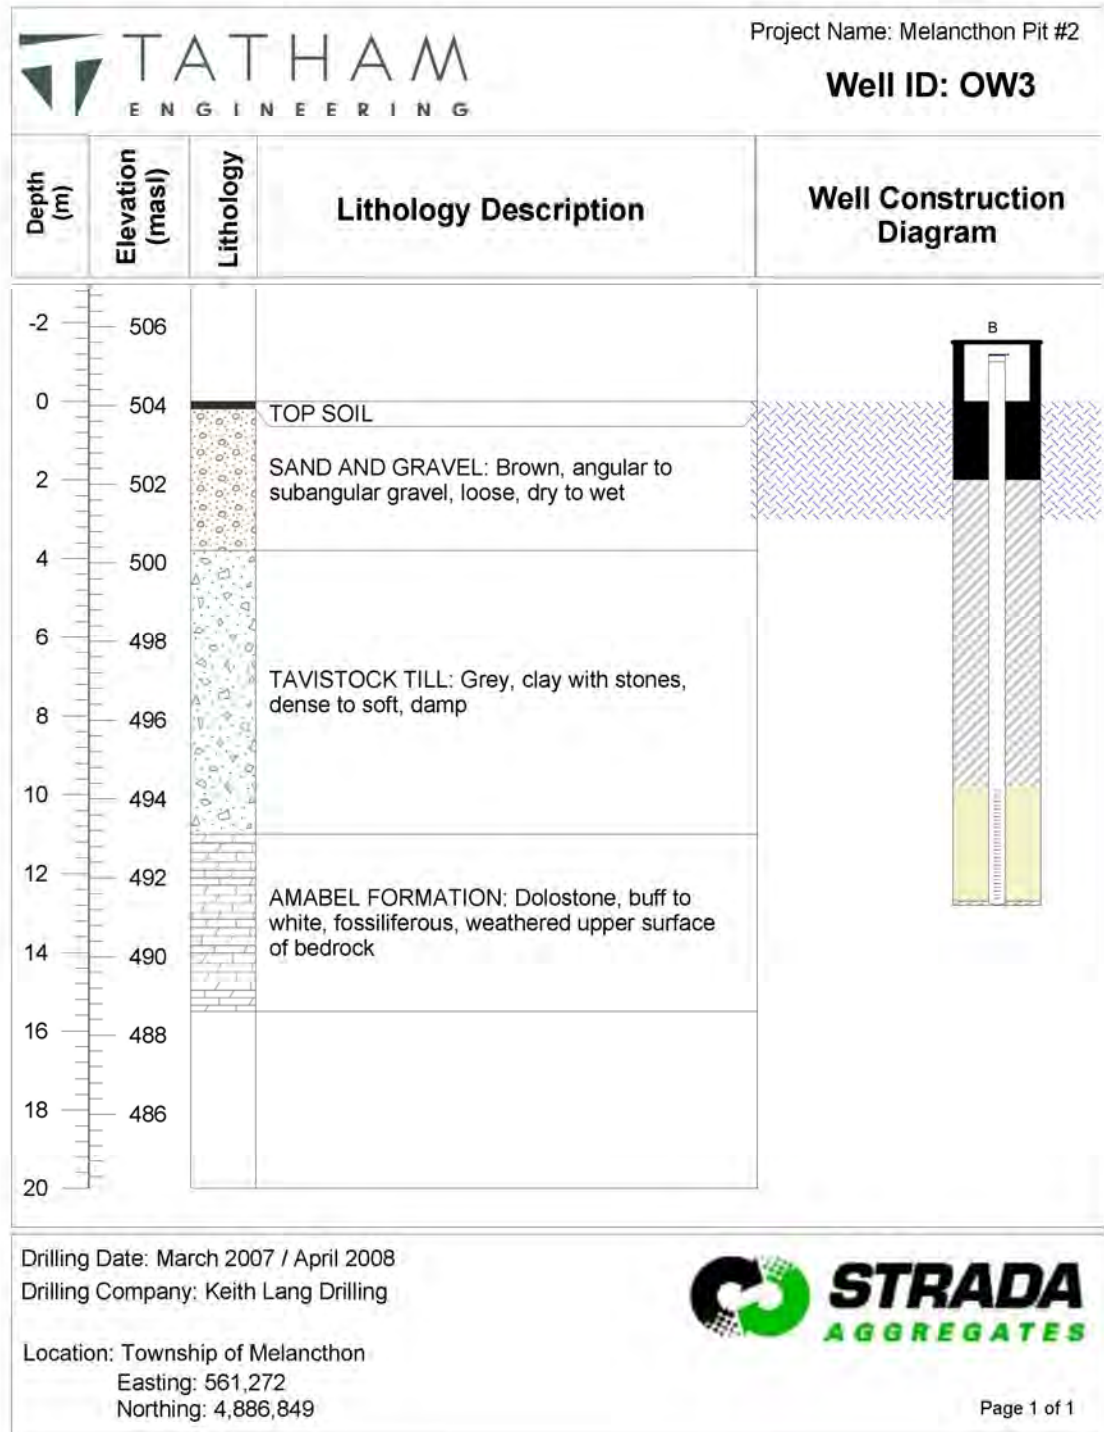 TATHAM
ENGINEERING
Project Name: Melancthon Pit #2
Well ID: OW3
Depth
(m)
Elevation
(masl)
Lithology
Lithology Description
Well Construction
Diagram
-2
506
B
0
504
TOP SOIL
SAND AND GRAVEL: Brown, angular to
subangular gravel, loose, dry to wet
2
502
4
500
6
498
TAVISTOCK TILL: Grey, clay with stones,
dense to soft, damp
8
496
10
494
12
492
AMABEL FORMATION: Dolostone, buff to
white, fossiliferous, weathered upper surface
of bedrock
14
490
16
488
18
486
20
Drilling Date: March 2007 / April 2008
Drilling Company: Keith Lang Drilling
STRADA
AGGREGATES
Location: Township of Melancthon
Easting: 561,272
Northing: 4,886,849
Page 1 of 1